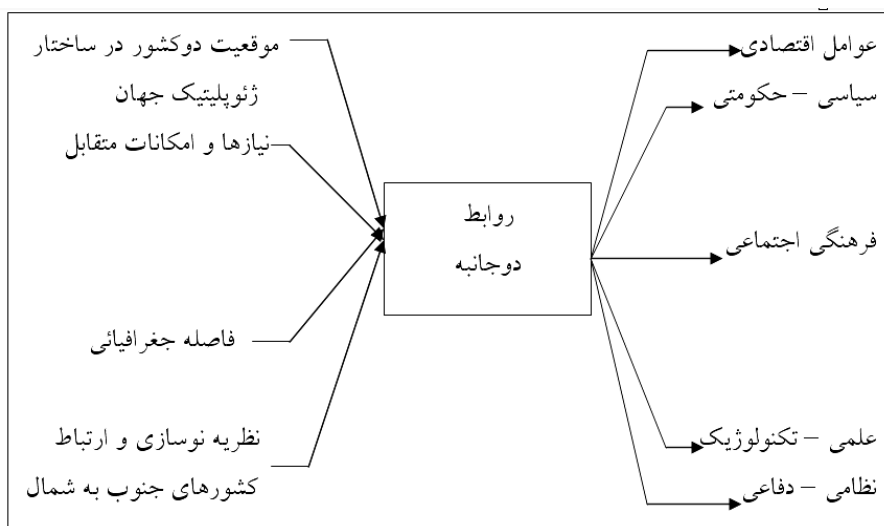 عوامل اقتصادی
سیاسی – حکومتی
فرهنگی اجتماعی
علمی – تکنولوژیک
نظامی – دفاعی
روابط
دوجانبه
موقعیت دوکشور در ساختار
ژئوپلیتیک جهان
نیازها و امکانات متقابل
فاصله جغرافیائی
نظریه نوسازی و ارتباط
کشورهای جنوب به شمال